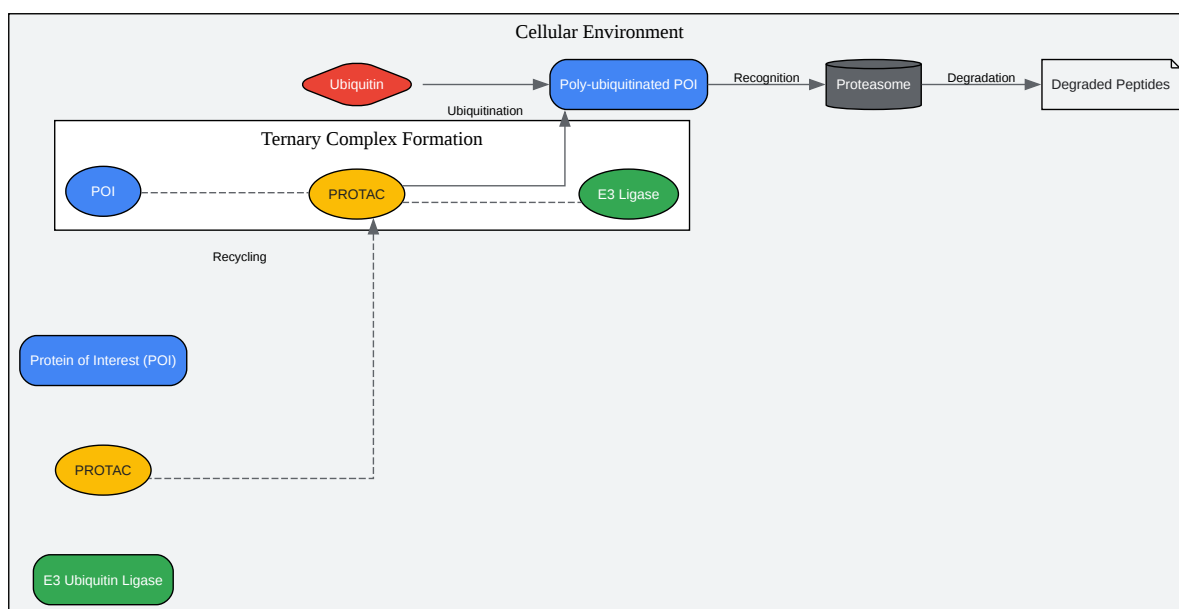 Cellular Environment
Ubiquitin
Poly-ubiquitinated POI
Recognition
Proteasome
Degradation
Degraded Peptides
Ubiquitination
Ternary Complex Formation
POI
PROTAC
E3 Ligase
Recycling
Protein of Interest (POI)
PROTAC
E3 Ubiquitin Ligase